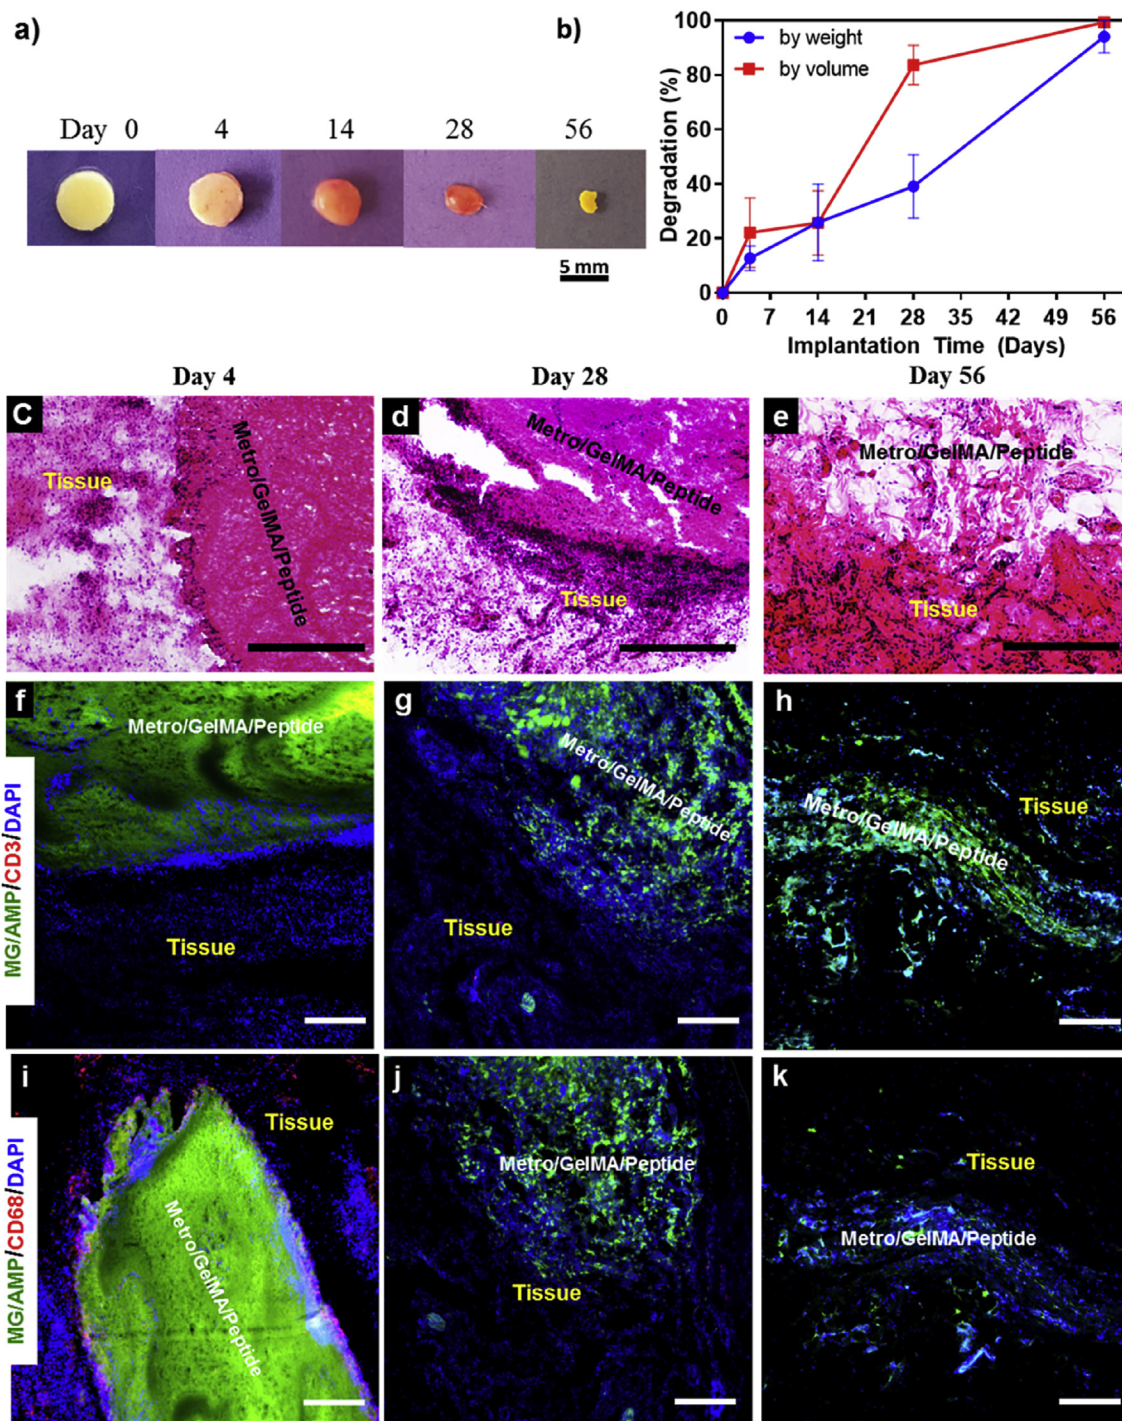 a)
Day 0 4 14 28 56
5 mm
b)
by weight
by volume
Degradation (%)
100
80
60
40
20
0
0 7 14 21 28 35 42 49 56
Implantation Time (Days)
Day 4 Day 28 Day 56
c
Tissue
Metro/GelMA/Peptide
d
Metro/GelMA/Peptide
Tissue
e
Metro/GelMA/Peptide
Tissue
MG/AMP/CD3/DAPI
f
Metro/GelMA/Peptide
Tissue
g
Metro/GelMA/Peptide
Tissue
h
Tissue
Metro/GelMA/Peptide
MG/AMP/CD68/DAPI
i
Tissue
Metro/GelMA/Peptide
j
Metro/GelMA/Peptide
Tissue
k
Tissue
Metro/GelMA/Peptide